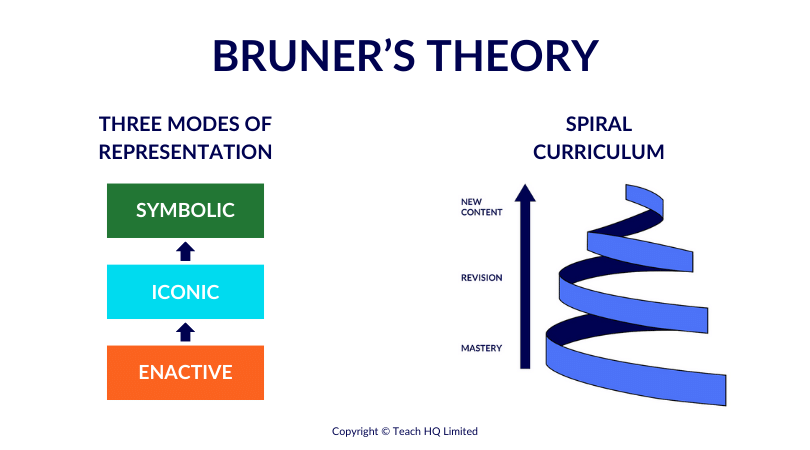 BRUNER’S THEORY
THREE MODES OF
REPRESENTATION
SYMBOLIC
ICONIC
ENACTIVE
SPIRAL
CURRICULUM
NEW
CONTENT
REVISION
MASTERY
Copyright © Teach HQ Limited